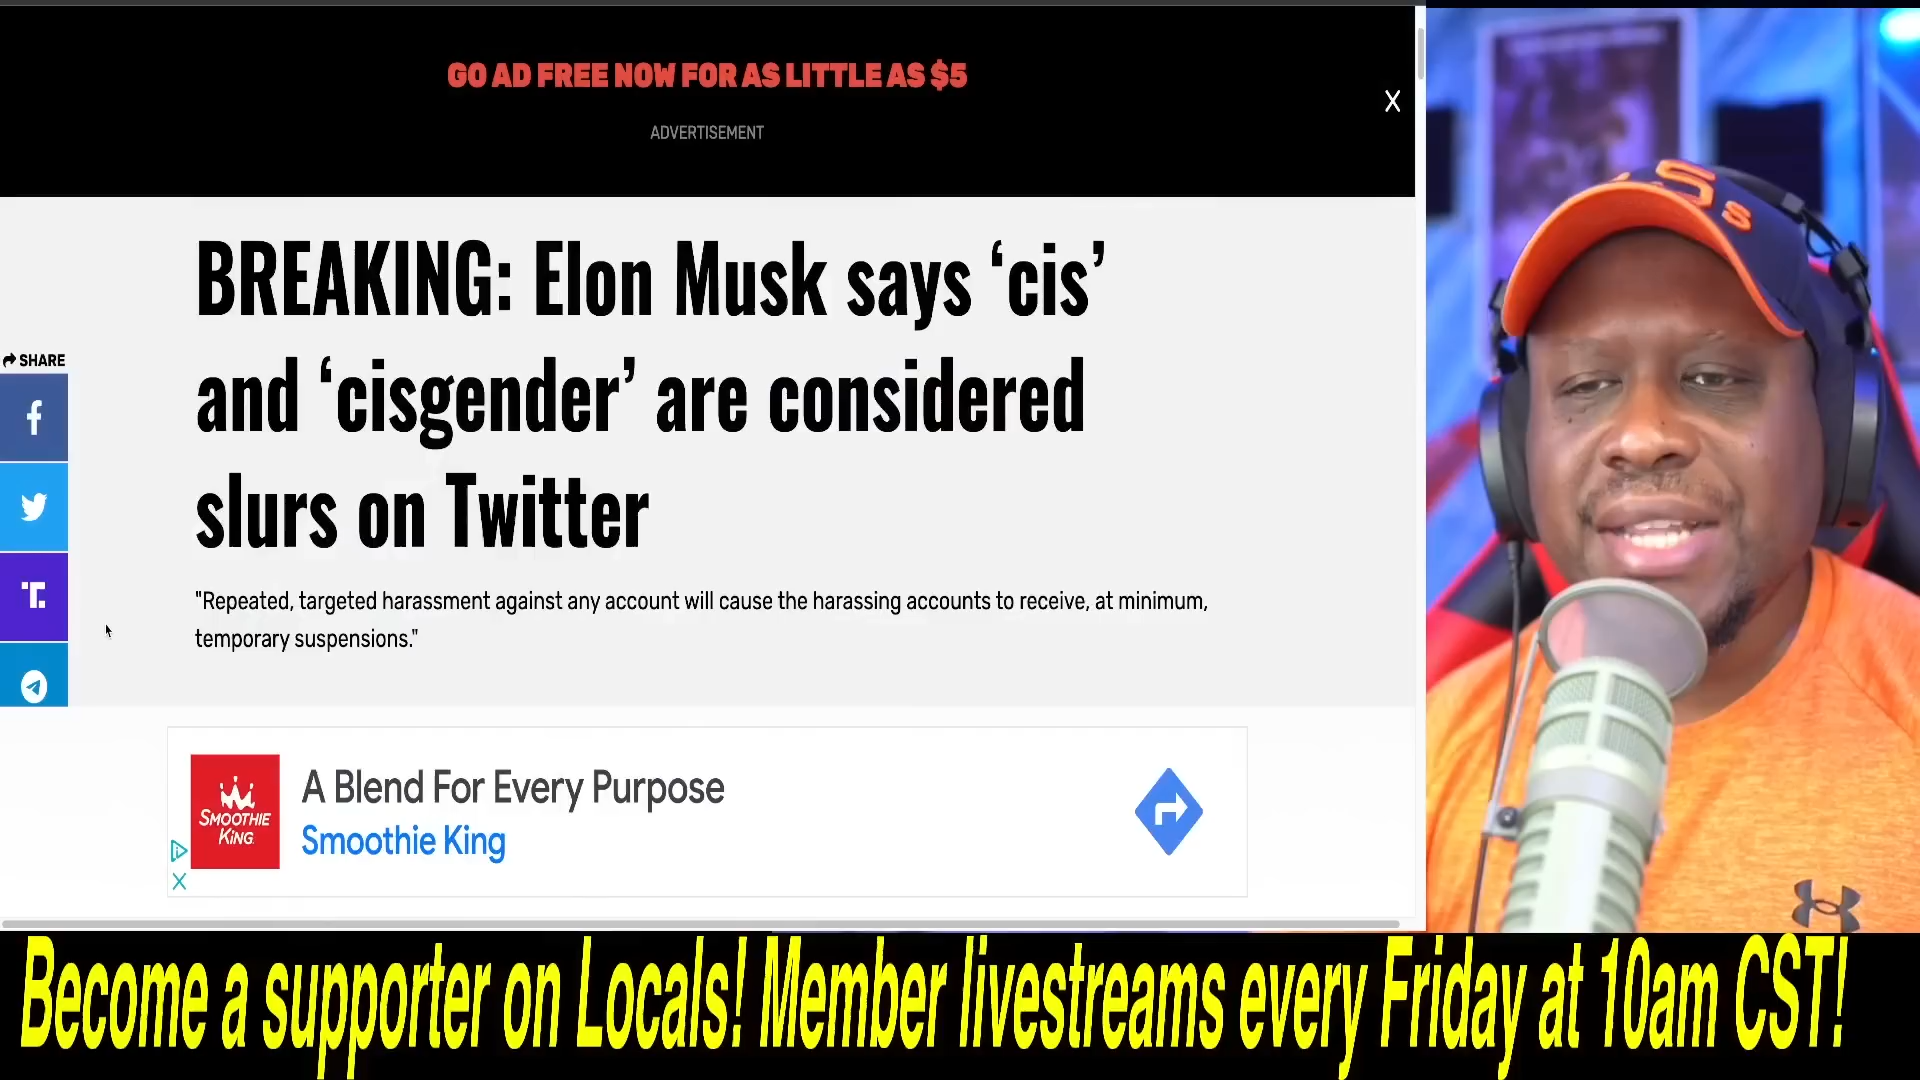 GO AD FREE NOW FOR AS LITTLE AS $5
X
ADVERTISEMENT
BREAKING: Elon Musk says ‘cis’
and ‘cisgender’ are considered
slurs on Twitter
SHARE
"Repeated, targeted harassment against any account will cause the harassing accounts to receive, at minimum,
temporary suspensions."
A Blend For Every Purpose
SMOOTHIE
KING
Smoothie King
Become a supporter on Locals! Member livestreams every Friday at 10am CST!